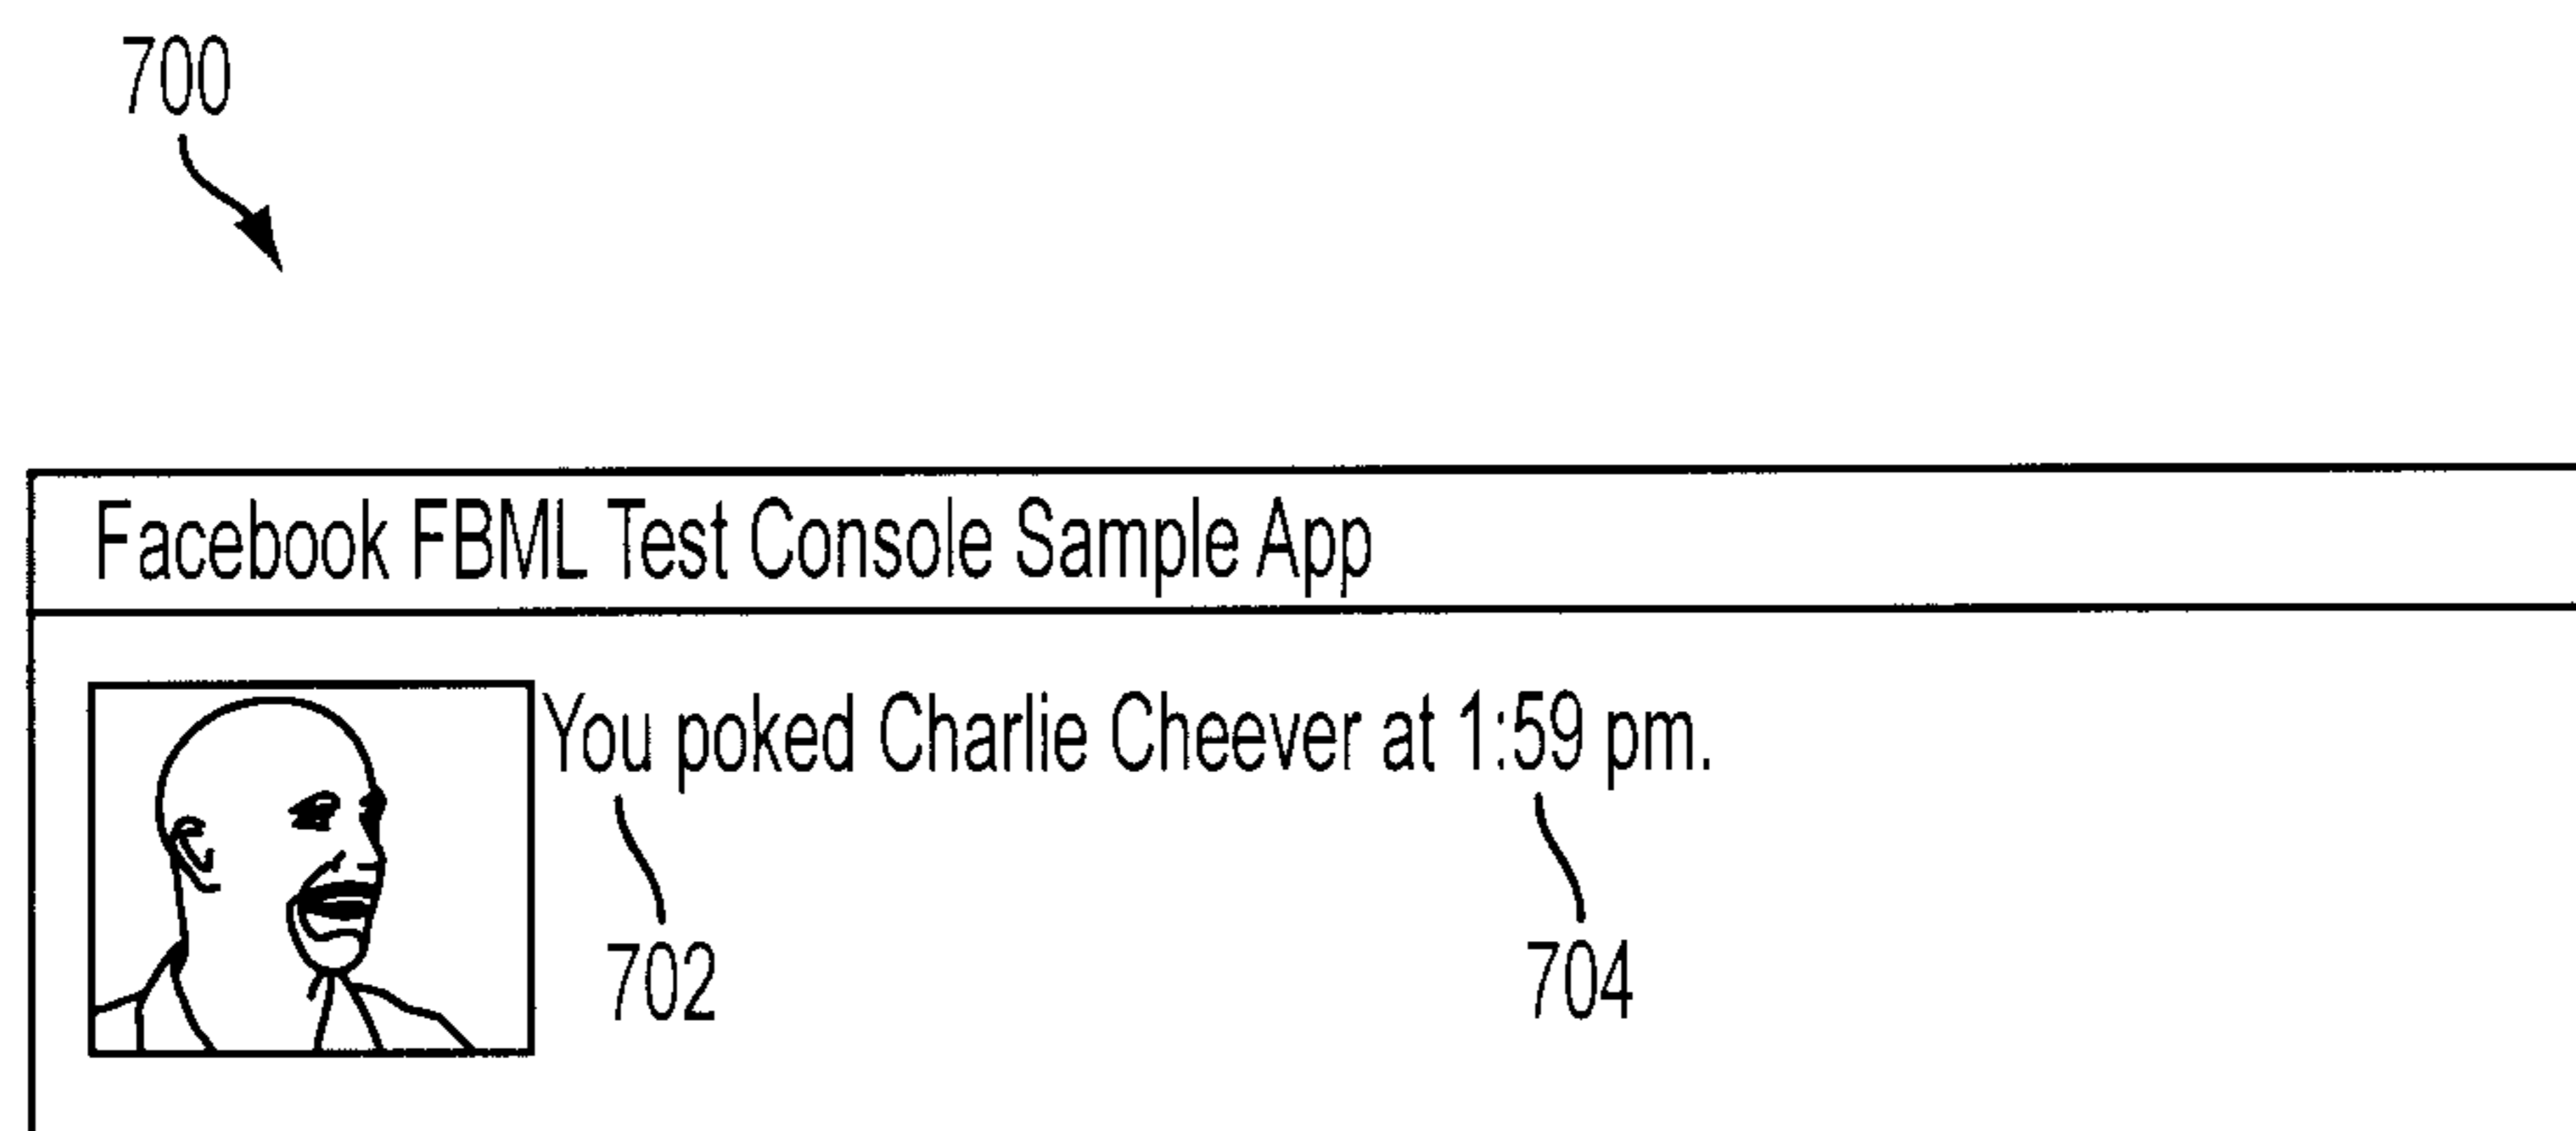 700
Facebook FBML Test Console Sample App
You poked Charlie Cheever at 1:59 pm.
702 704